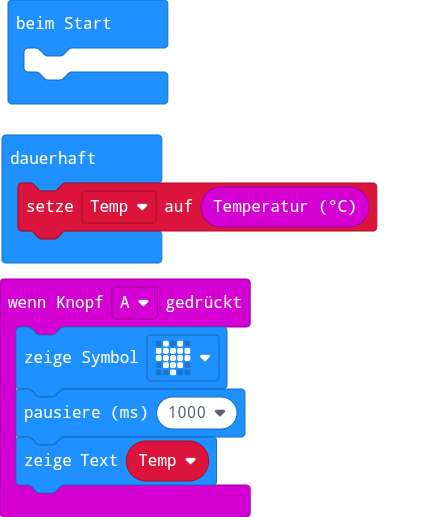 beim Start
dauerhaft
setze Temp auf Temperatur (°C)
wenn Knopf A gedrückt
zeige Symbol
pausiere (ms) 1000
zeige Text Temp